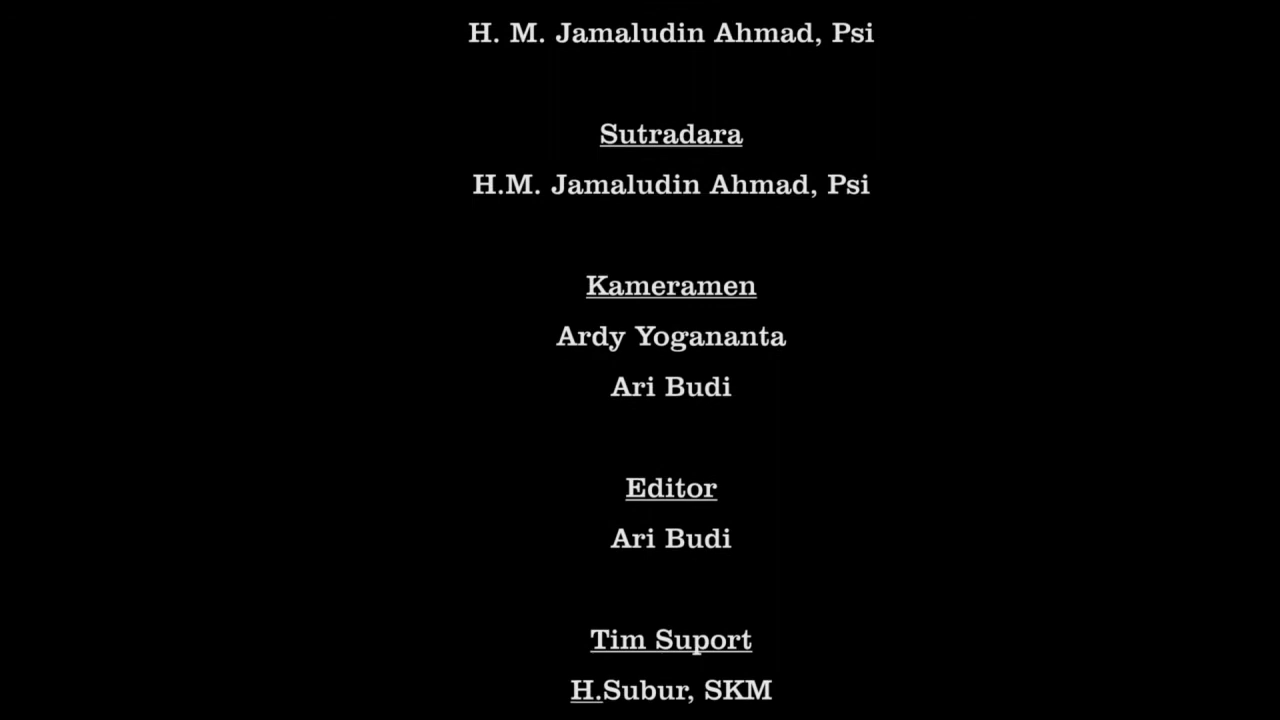 H. M. Jamaludin Ahmad, Psi
Sutradara
H.M. Jamaludin Ahmad, Psi
Kameramen
Ardy Yogananta
Ari Budi
Editor
Ari Budi
Tim Suport
H.Subur, SKM